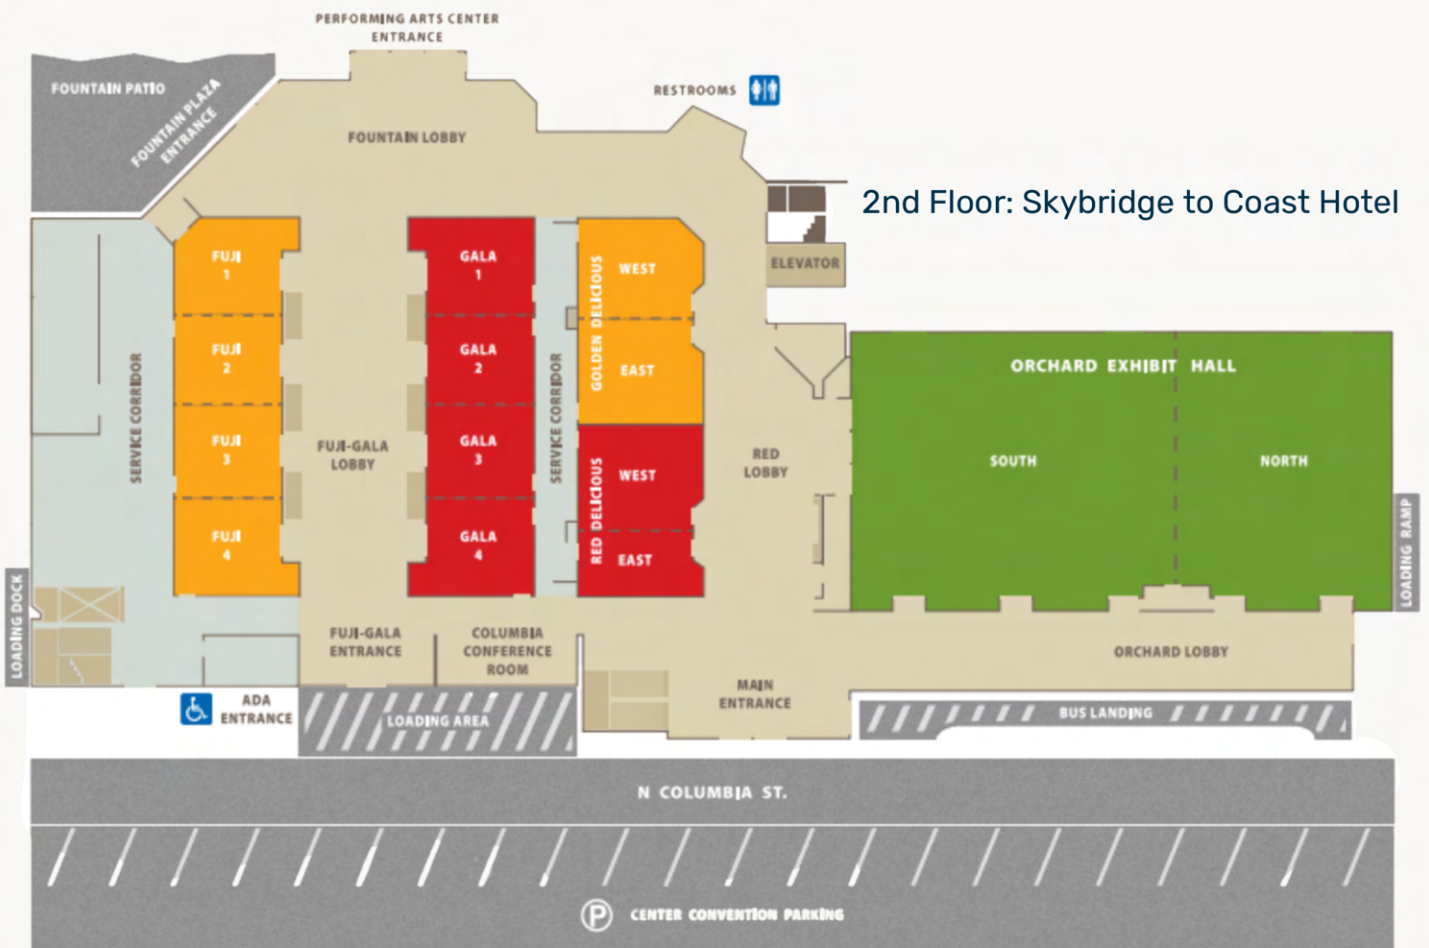 PERFORMING ARTS CENTER
ENTRANCE
FOUNTAIN PATIO
FOUNTAIN PLAZA
ENTRANCE
RESTROOMS
FOUNTAIN LOBBY
2nd Floor: Skybridge to Coast Hotel
ELEVATOR
FUJI
1
FUJI
2
FUJI
3
FUJI
4
SERVICE CORRIDOR
FUJI-GALA
LOBBY
GALA
1
GALA
2
GALA
3
GALA
4
SERVICE CORRIDOR
GOLDEN DELICIOUS
WEST
EAST
RED DELICIOUS
WEST
EAST
RED
LOBBY
ORCHARD EXHIBIT HALL
SOUTH
NORTH
LOADING RAMP
LOADING DOCK
FUJI-GALA
ENTRANCE
COLUMBIA
CONFERENCE
ROOM
ORCHARD LOBBY
MAIN
ENTRANCE
ADA
ENTRANCE
LOADING AREA
BUS LANDING
N COLUMBIA ST.
P CENTER CONVENTION PARKING